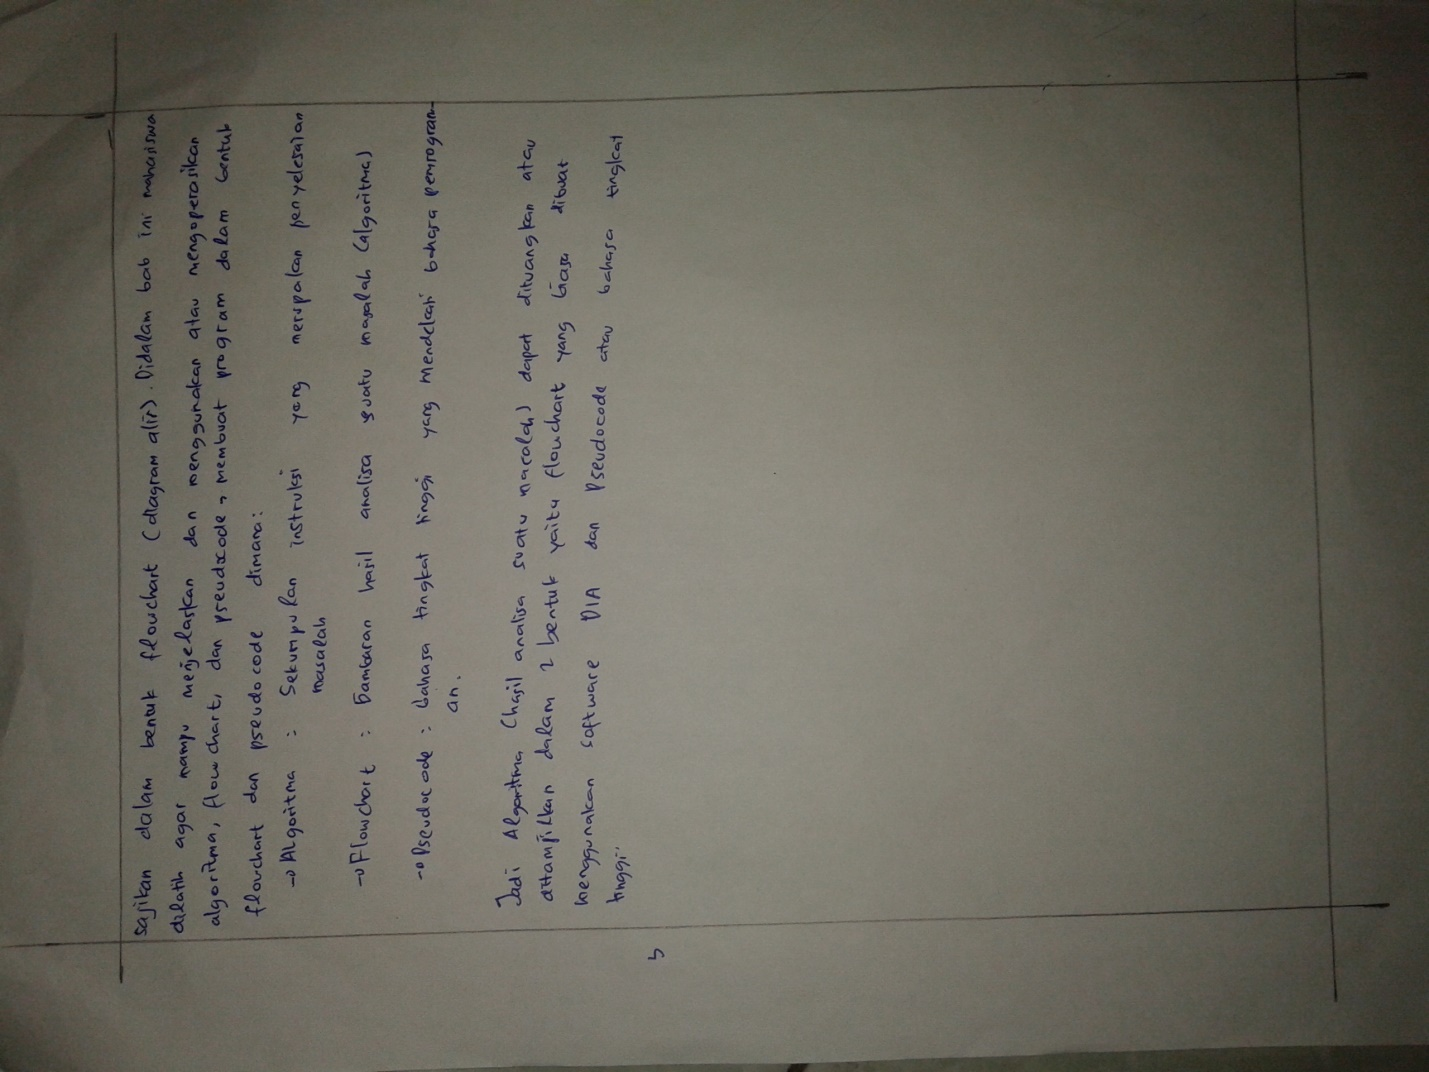 sajikan dalam bentuk flowchart (diagram alir). Didalam bab ini mahasiswa
dilatih agar mampu menjelaskan dan menggunakan atau mengoperasikan
algoritma, flowchart, dan pseudocode, membuat program dalam bentuk
flowchart dan pseudocode dimana:
→ Algoritma : Sekumpulan instruksi yang merupakan penyelesaian
masalah
→ Flowchart : Gambaran hasil analisa suatu masalah (algoritma)
→ Pseudocode : bahasa tingkat tinggi yang mendekati bahasa pemrogram-
an.
Jadi Algoritma (hasil analisa suatu masalah) dapat dituangkan atau
ditampilkan dalam 2 bentuk yaitu flowchart yang biasa dibuat
menggunakan software DIA dan Pseudocode atau bahasa tingkat
tinggi
5